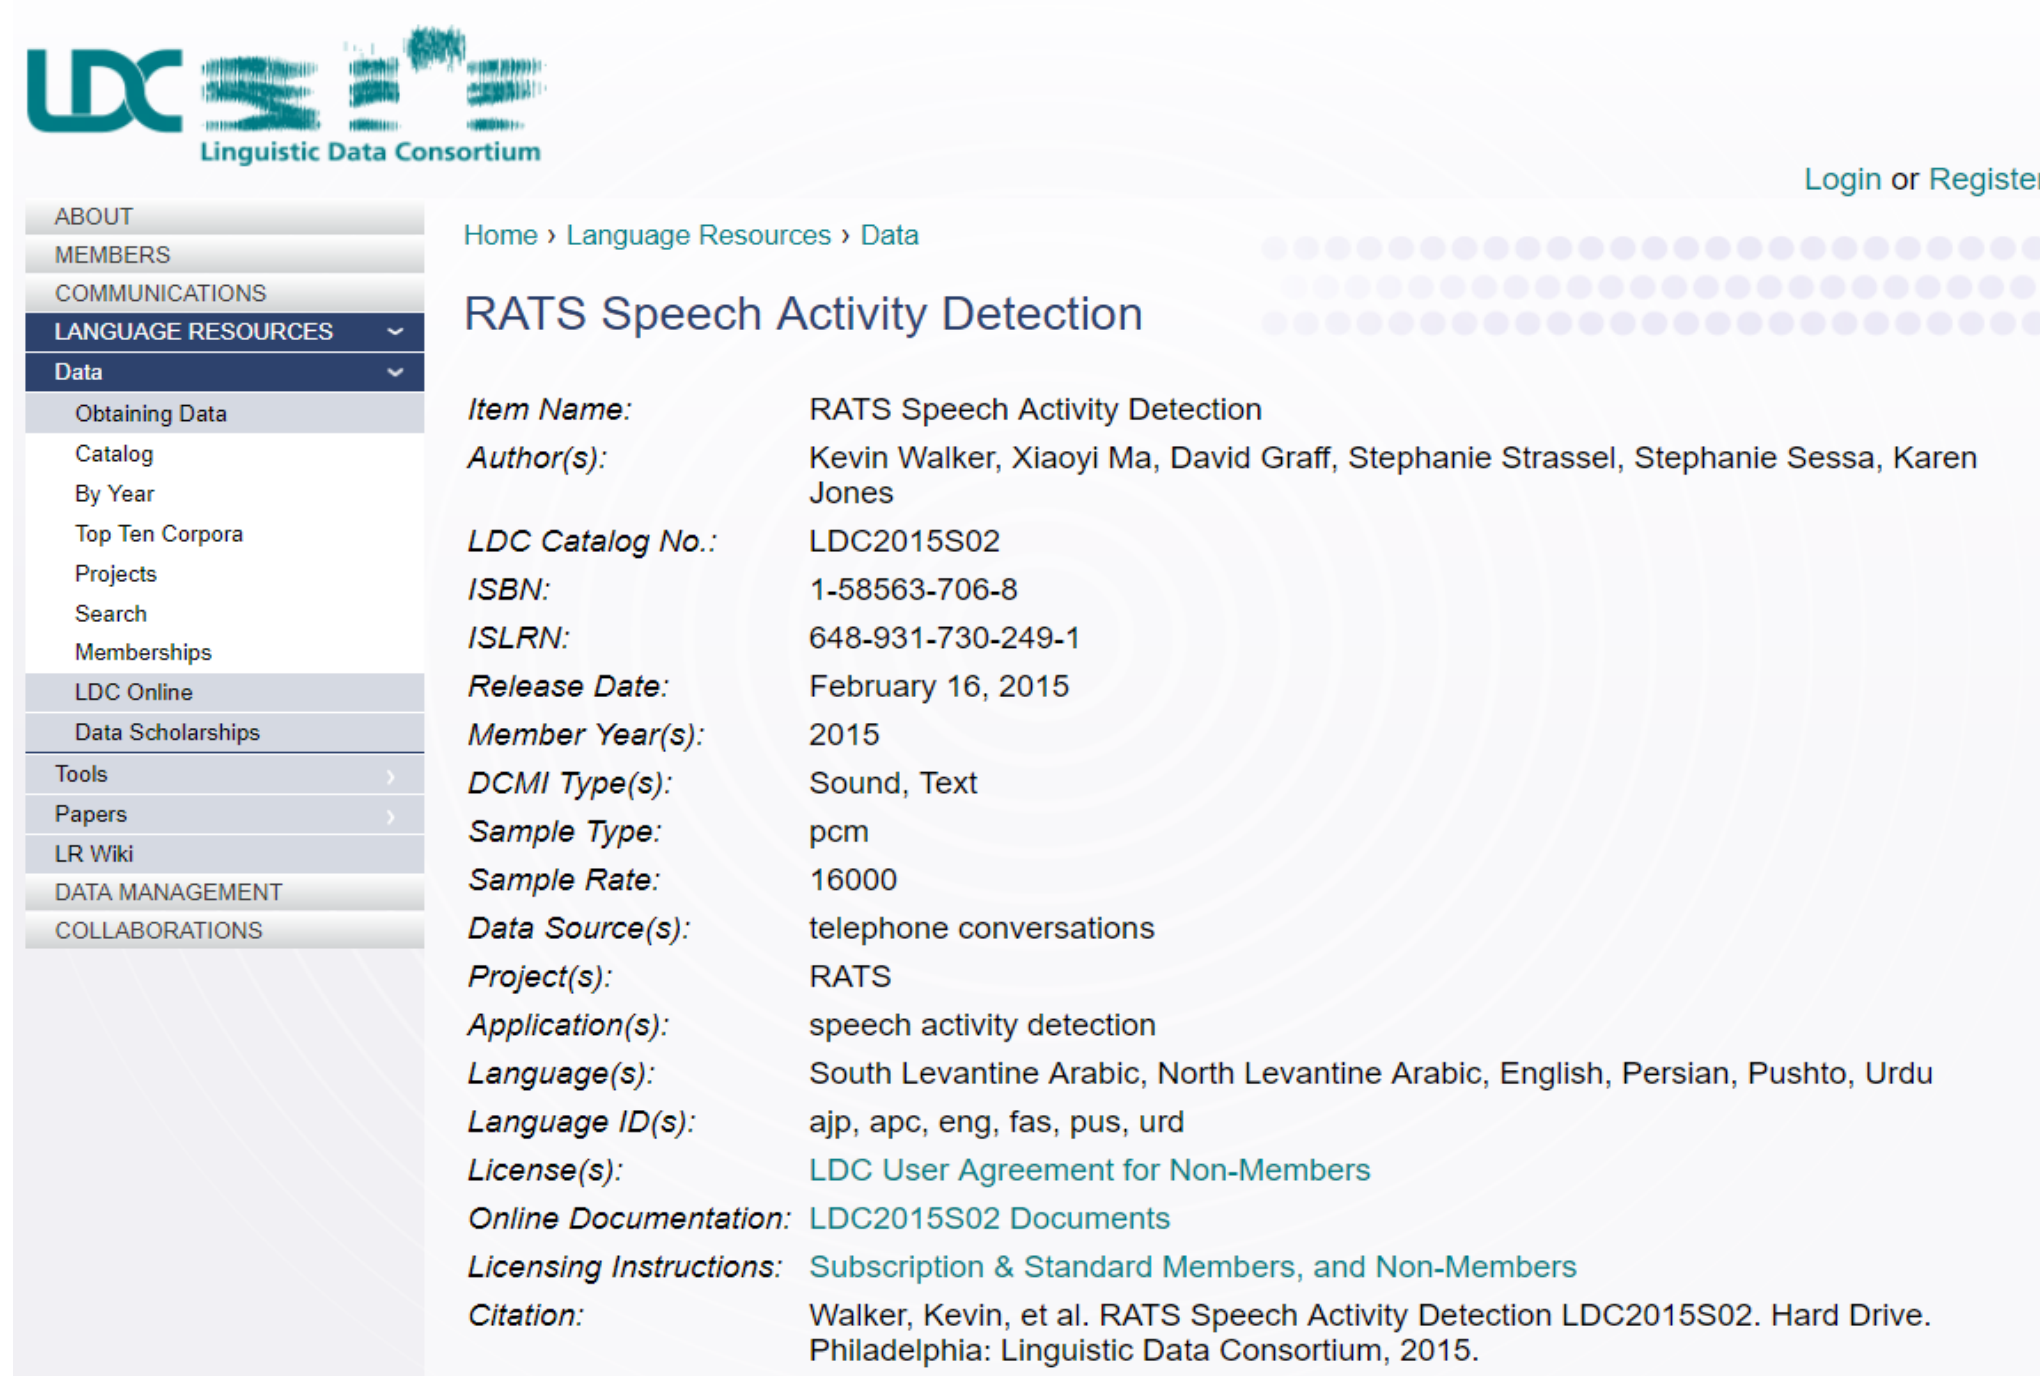 LDC
Linguistic Data Consortium
Login or Register
ABOUT
MEMBERS
COMMUNICATIONS
LANGUAGE RESOURCES
Data
Obtaining Data
Catalog
By Year
Top Ten Corpora
Projects
Search
Memberships
LDC Online
Data Scholarships
Tools
Papers
LR Wiki
DATA MANAGEMENT
COLLABORATIONS
Home › Language Resources › Data
RATS Speech Activity Detection
Item Name: RATS Speech Activity Detection
Author(s): Kevin Walker, Xiaoyi Ma, David Graff, Stephanie Strassel, Stephanie Sessa, Karen
Jones
LDC Catalog No.: LDC2015S02
ISBN: 1-58563-706-8
ISLRN: 648-931-730-249-1
Release Date: February 16, 2015
Member Year(s): 2015
DCMI Type(s): Sound, Text
Sample Type: pcm
Sample Rate: 16000
Data Source(s): telephone conversations
Project(s): RATS
Application(s): speech activity detection
Language(s): South Levantine Arabic, North Levantine Arabic, English, Persian, Pushto, Urdu
Language ID(s): ajp, apc, eng, fas, pus, urd
License(s): LDC User Agreement for Non-Members
Online Documentation: LDC2015S02 Documents
Licensing Instructions: Subscription & Standard Members, and Non-Members
Citation: Walker, Kevin, et al. RATS Speech Activity Detection LDC2015S02. Hard Drive.
Philadelphia: Linguistic Data Consortium, 2015.